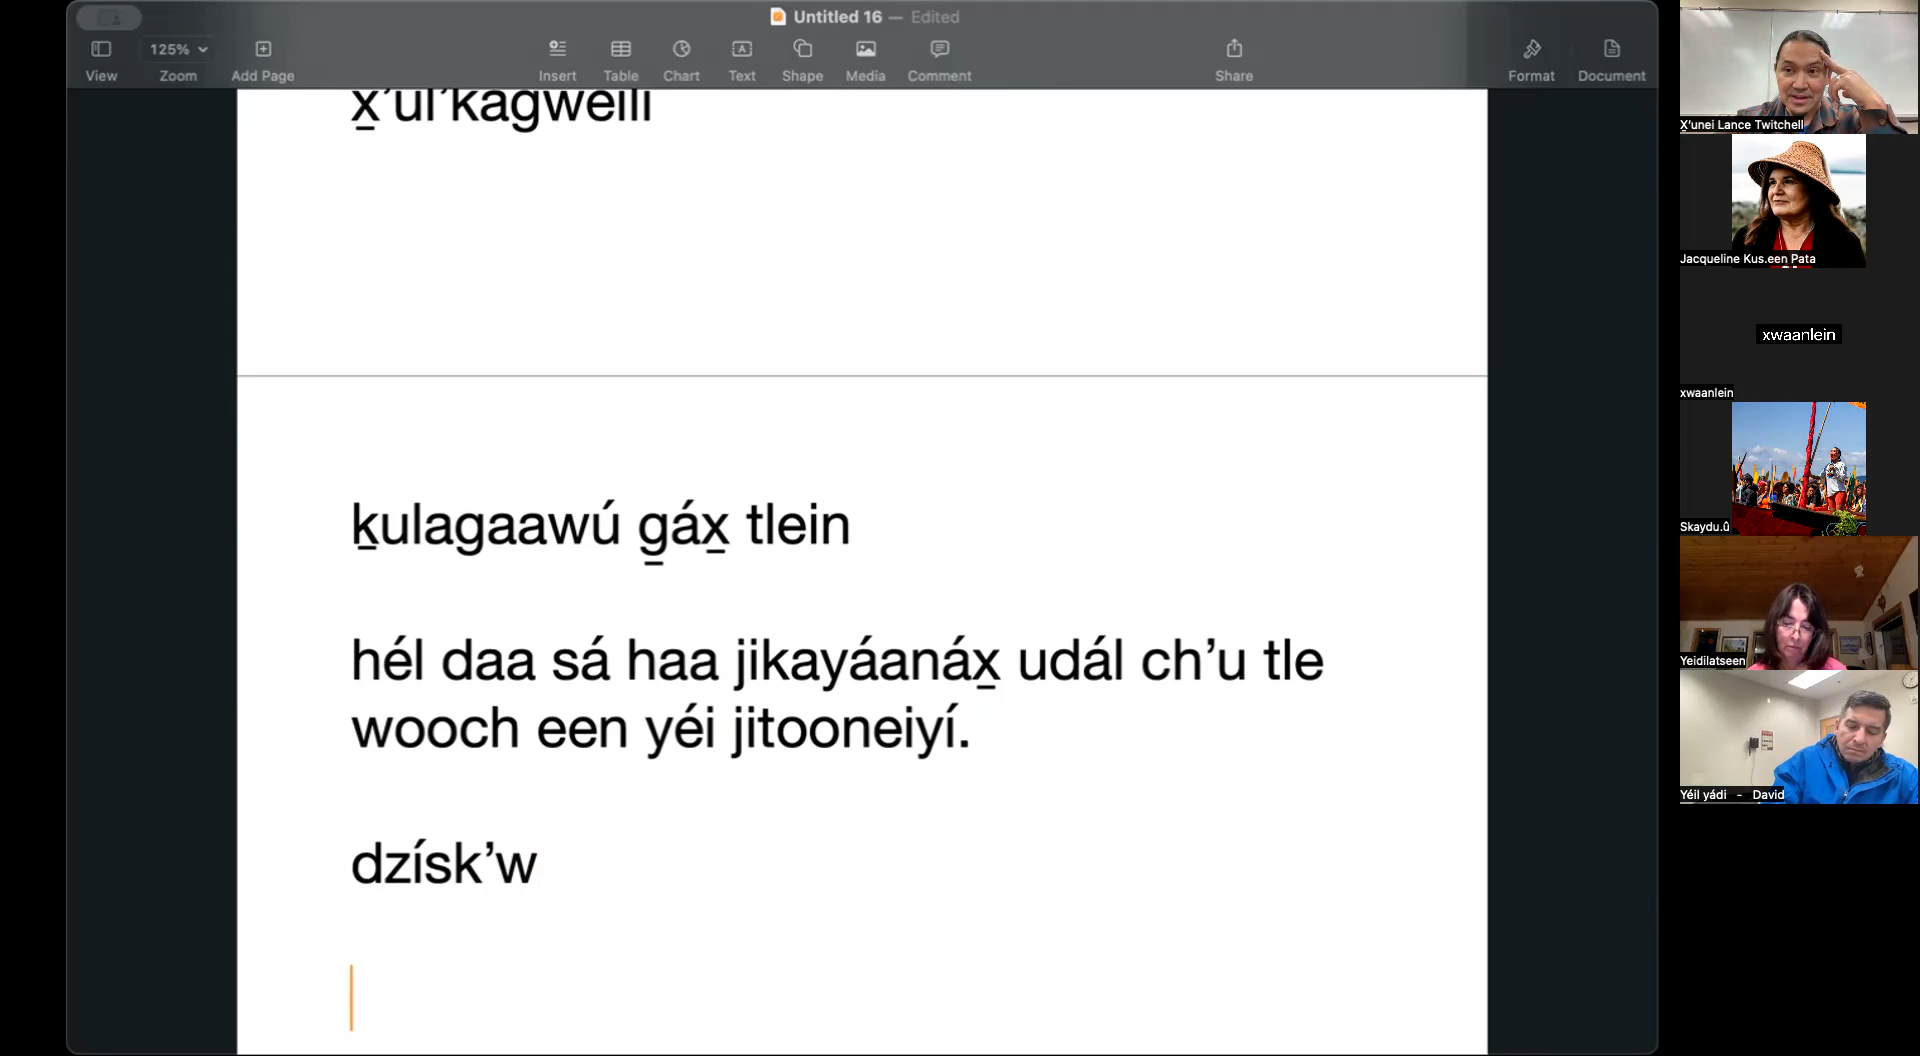 Untitled 16 — Edited
125%
View
Zoom
Add Page
Insert
Table
Chart
Text
Shape
Media
Comment
Share
Format
Document
x̱’ul’kagweilí
ḵulagaawú g̱áx̱ tlein
hél daa sá haa jikayáanáx̱ udál ch’u tle
wooch een yéi jitooneiyí.
dzísk’w
X̱'unei Lance Twitchell
Jacqueline Kus.een Pata
xwaanlein
xwaanlein
Skaydu.û
Yeidilatseen
Yéil yádi - David